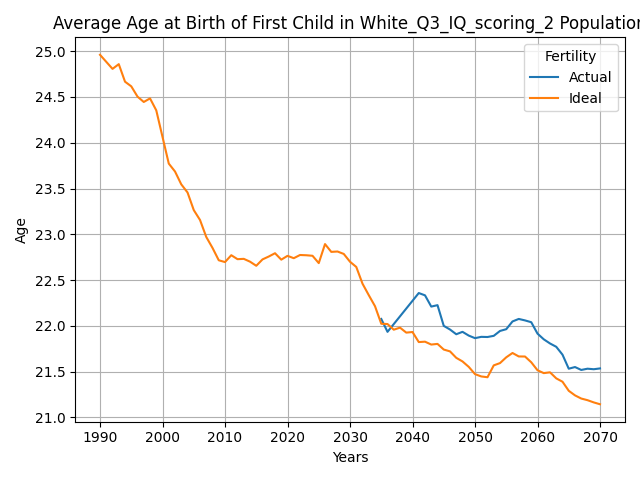 Average Age at Birth of First Child in White_Q3_IQ_scoring_2 Population
Fertility
Actual
Ideal
25.0
24.5
24.0
23.5
23.0
22.5
22.0
21.5
21.0
Age
1990 2000 2010 2020 2030 2040 2050 2060 2070
Years